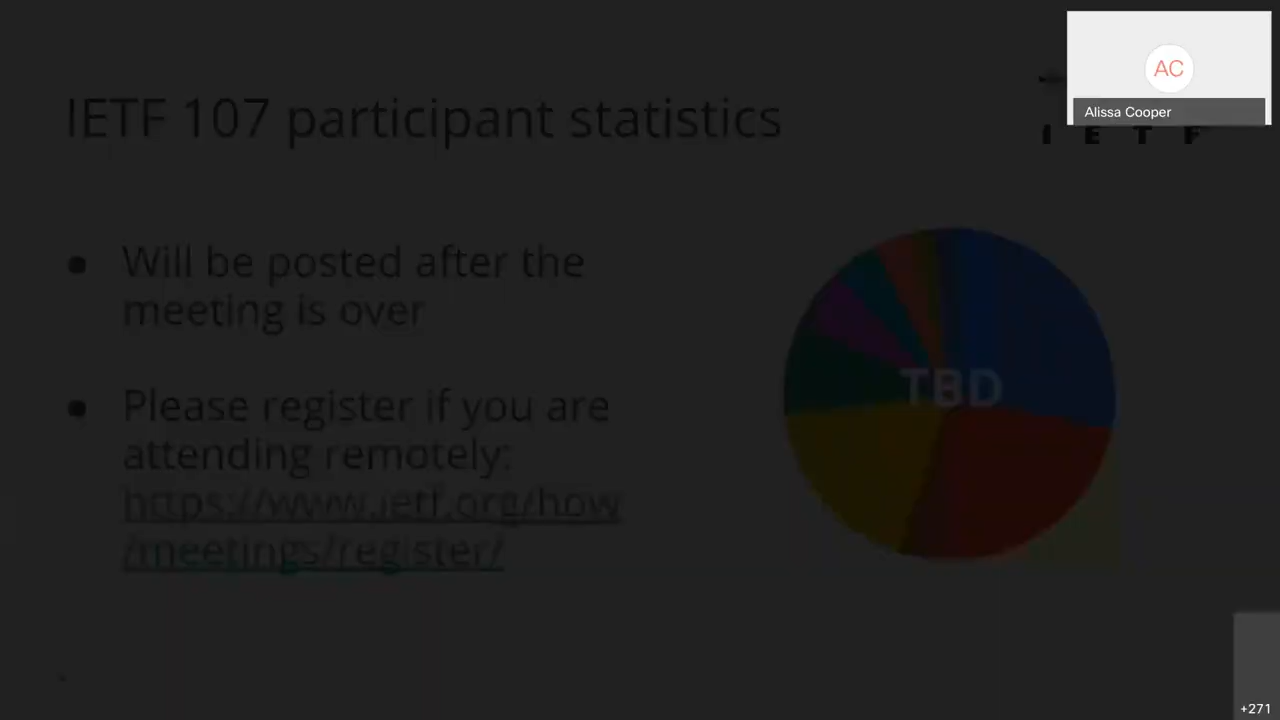 AC
Alissa Cooper
IETF 107 participant statistics
I E T F
● Will be posted after the
meeting is over
● Please register if you are
attending remotely:
https://www.ietf.org/how
/meetings/register/
TBD
+271